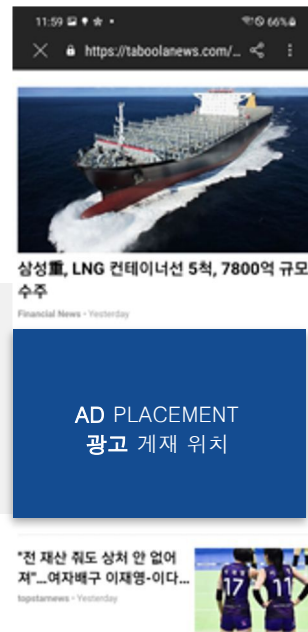 11:59
66%
https://taboolanews.com/...
삼성重, LNG 컨테이너선 5척, 7800억 규모
수주
Financial News · Yesterday
AD PLACEMENT
광고 게재 위치
"전 재산 줘도 상처 안 없어
져"...여자배구 이재영-이다...
topstarnews · Yesterday
17 11